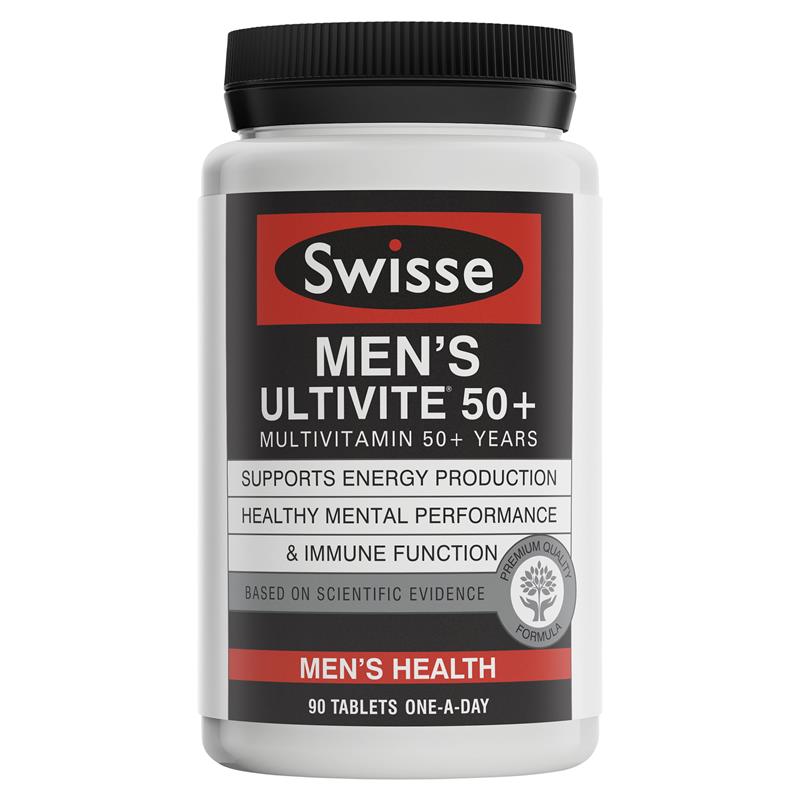 Swisse
MEN'S
ULTIVITE® 50+
MULTIVITAMIN 50+ YEARS
SUPPORTS ENERGY PRODUCTION
HEALTHY MENTAL PERFORMANCE
& IMMUNE FUNCTION
PREMIUM QUALITY
FORMULA
BASED ON SCIENTIFIC EVIDENCE
MEN'S HEALTH
90 TABLETS ONE-A-DAY